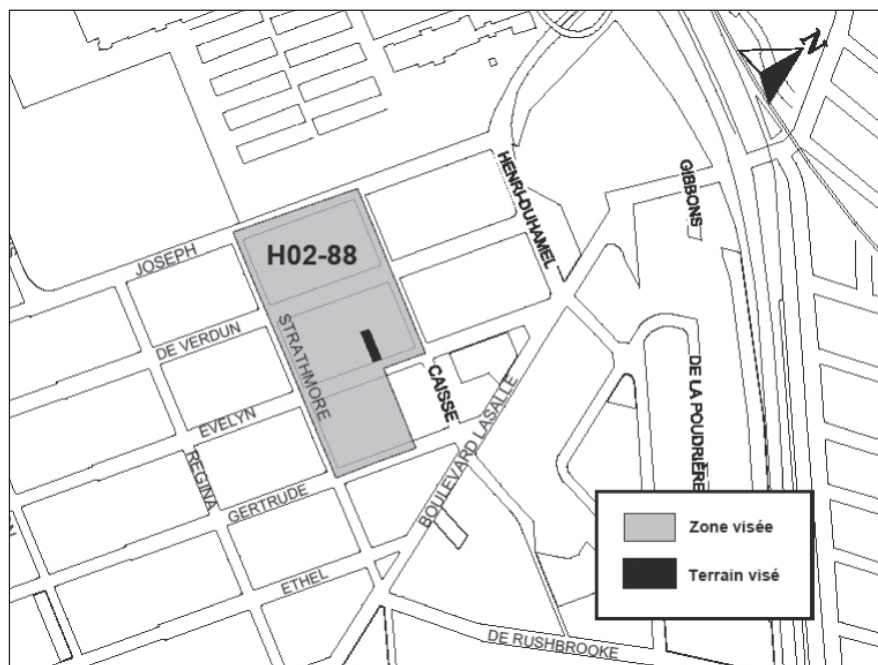 N
HENRI-DUHAMEL
GIBBONS
H02-88
JOSEPH
DE VERDUN
STRATHMORE
CAISSE
DE LA POUDRIÈRE
EVELYN
BOULEVARD LASALLE
REGINA
GERTRUDE
Zone visée
Terrain visé
ETHEL
DE RUSHBROOKE